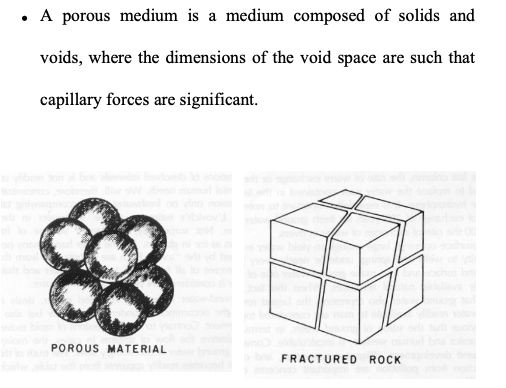 • A porous medium is a medium composed of solids and
voids, where the dimensions of the void space are such that
capillary forces are significant.
POROUS MATERIAL
FRACTURED ROCK